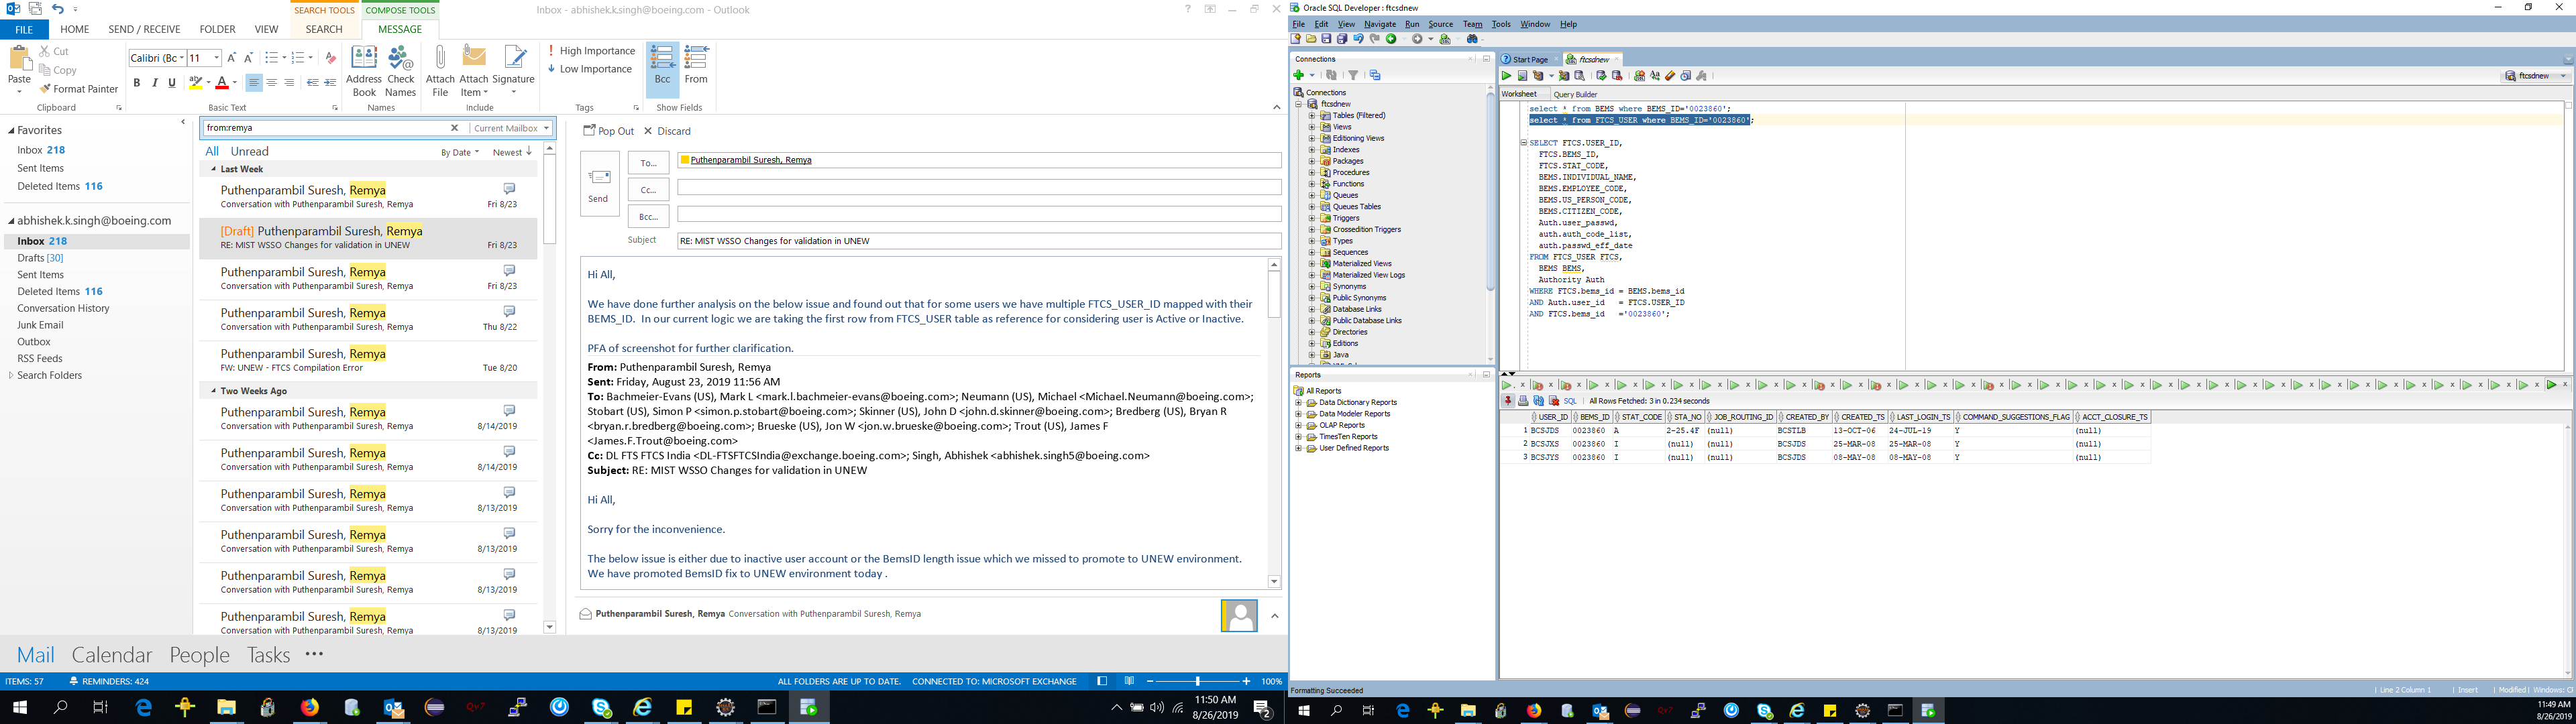 SEARCH TOOLS COMPOSE TOOLS Inbox - abhishek.k.singh@boeing.com - Outlook
FILE HOME SEND / RECEIVE FOLDER VIEW SEARCH MESSAGE
Paste
Cut
Copy
Format Painter
Clipboard
Calibri (Bc 11
Basic Text
Address Book
Check Names
Names
Attach File
Attach Item
Signature
Include
High Importance
Low Importance
Tags
Bcc
From
Show Fields
Favorites
Inbox 218
Sent Items
Deleted Items 116
abhishek.k.singh@boeing.com
Inbox 218
Drafts [30]
Sent Items
Deleted Items 116
Conversation History
Junk Email
Outbox
RSS Feeds
Search Folders
from:remya
Current Mailbox
All Unread By Date Newest
Last Week
Puthenparambil Suresh, Remya
Conversation with Puthenparambil Suresh, Remya Fri 8/23
[Draft] Puthenparambil Suresh, Remya
RE: MIST WSSO Changes for validation in UNEW Fri 8/23
Puthenparambil Suresh, Remya
Conversation with Puthenparambil Suresh, Remya Fri 8/23
Puthenparambil Suresh, Remya
Conversation with Puthenparambil Suresh, Remya Thu 8/22
Puthenparambil Suresh, Remya
FW: UNEW - FTCS Compilation Error Tue 8/20
Two Weeks Ago
Puthenparambil Suresh, Remya
Conversation with Puthenparambil Suresh, Remya 8/14/2019
Puthenparambil Suresh, Remya
Conversation with Puthenparambil Suresh, Remya 8/14/2019
Puthenparambil Suresh, Remya
Conversation with Puthenparambil Suresh, Remya 8/13/2019
Puthenparambil Suresh, Remya
Conversation with Puthenparambil Suresh, Remya 8/13/2019
Puthenparambil Suresh, Remya
Conversation with Puthenparambil Suresh, Remya 8/13/2019
Puthenparambil Suresh, Remya
Conversation with Puthenparambil Suresh, Remya 8/13/2019
Pop Out Discard
Send
To... Puthenparambil Suresh, Remya
Cc...
Bcc...
Subject RE: MIST WSSO Changes for validation in UNEW
Hi All,
We have done further analysis on the below issue and found out that for some users we have multiple FTCS_USER_ID mapped with their
BEMS_ID. In our current logic we are taking the first row from FTCS_USER table as reference for considering user is Active or Inactive.
PFA of screenshot for further clarification.
From: Puthenparambil Suresh, Remya
Sent: Friday, August 23, 2019 11:56 AM
To: Bachmeier-Evans (US), Mark L <mark.l.bachmeier-evans@boeing.com>; Neumann (US), Michael <Michael.Neumann@boeing.com>;
Stobart (US), Simon P <simon.p.stobart@boeing.com>; Skinner (US), John D <john.d.skinner@boeing.com>; Bredberg (US), Bryan R
<bryan.r.bredberg@boeing.com>; Brueske (US), Jon W <jon.w.brueske@boeing.com>; Trout (US), James F
<James.F.Trout@boeing.com>
Cc: DL FTS FTCS India <DL-FTSFTCSIndia@exchange.boeing.com>; Singh, Abhishek <abhishek.singh5@boeing.com>
Subject: RE: MIST WSSO Changes for validation in UNEW
Hi All,
Sorry for the inconvenience.
The below issue is either due to inactive user account or the BemsID length issue which we missed to promote to UNEW environment.
We have promoted BemsID fix to UNEW environment today .
Puthenparambil Suresh, Remya Conversation with Puthenparambil Suresh, Remya
Mail Calendar People Tasks
ITEMS: 57 REMINDERS: 424 ALL FOLDERS ARE UP TO DATE. CONNECTED TO: MICROSOFT EXCHANGE 100%
11:50 AM
8/26/2019
2
Oracle SQL Developer : ftcsdnew
File Edit View Navigate Run Source Team Tools Window Help
Connections
Connections
ftcsdnew
Tables (Filtered)
Views
Editioning Views
Indexes
Packages
Procedures
Functions
Queues
Queues Tables
Triggers
Crossedition Triggers
Types
Sequences
Materialized Views
Materialized View Logs
Synonyms
Public Synonyms
Database Links
Public Database Links
Directories
Editions
Java
Reports
All Reports
Data Dictionary Reports
Data Modeler Reports
OLAP Reports
TimesTen Reports
User Defined Reports
Start Page ftcsdnew
ftcsdnew
Worksheet Query Builder
select * from BEMS where BEMS_ID='0023860';
select * from FTCS_USER where BEMS_ID='0023860';
SELECT FTCS.USER_ID,
FTCS.BEMS_ID,
FTCS.STAT_CODE,
BEMS.INDIVIDUAL_NAME,
BEMS.EMPLOYEE_CODE,
BEMS.US_PERSON_CODE,
BEMS.CITIZEN_CODE,
Auth.user_passwd,
auth.auth_code_list,
auth.passwd_eff_date
FROM FTCS_USER FTCS,
BEMS BEMS,
Authority Auth
WHERE FTCS.bems_id = BEMS.bems_id
AND Auth.user_id = FTCS.USER_ID
AND FTCS.bems_id ='0023860';
SQL All Rows Fetched: 3 in 0.234 seconds
USER_ID BEMS_ID STAT_CODE STA_NO JOB_ROUTING_ID CREATED_BY CREATED_TS LAST_LOGIN_TS COMMAND_SUGGESTIONS_FLAG ACCT_CLOSURE_TS
1 BCSJDS 0023860 A 2-25.4F (null) BCSTLB 13-OCT-06 24-JUL-19 Y (null)
2 BCSJXS 0023860 I (null) (null) BCSJDS 25-MAR-08 25-MAR-08 Y (null)
3 BCSJYS 0023860 I (null) (null) BCSJDS 08-MAY-08 08-MAY-08 Y (null)
Formatting Succeeded
Line 2 Column 1 Insert Modified Windows: Cl
11:49 AM
8/26/2019